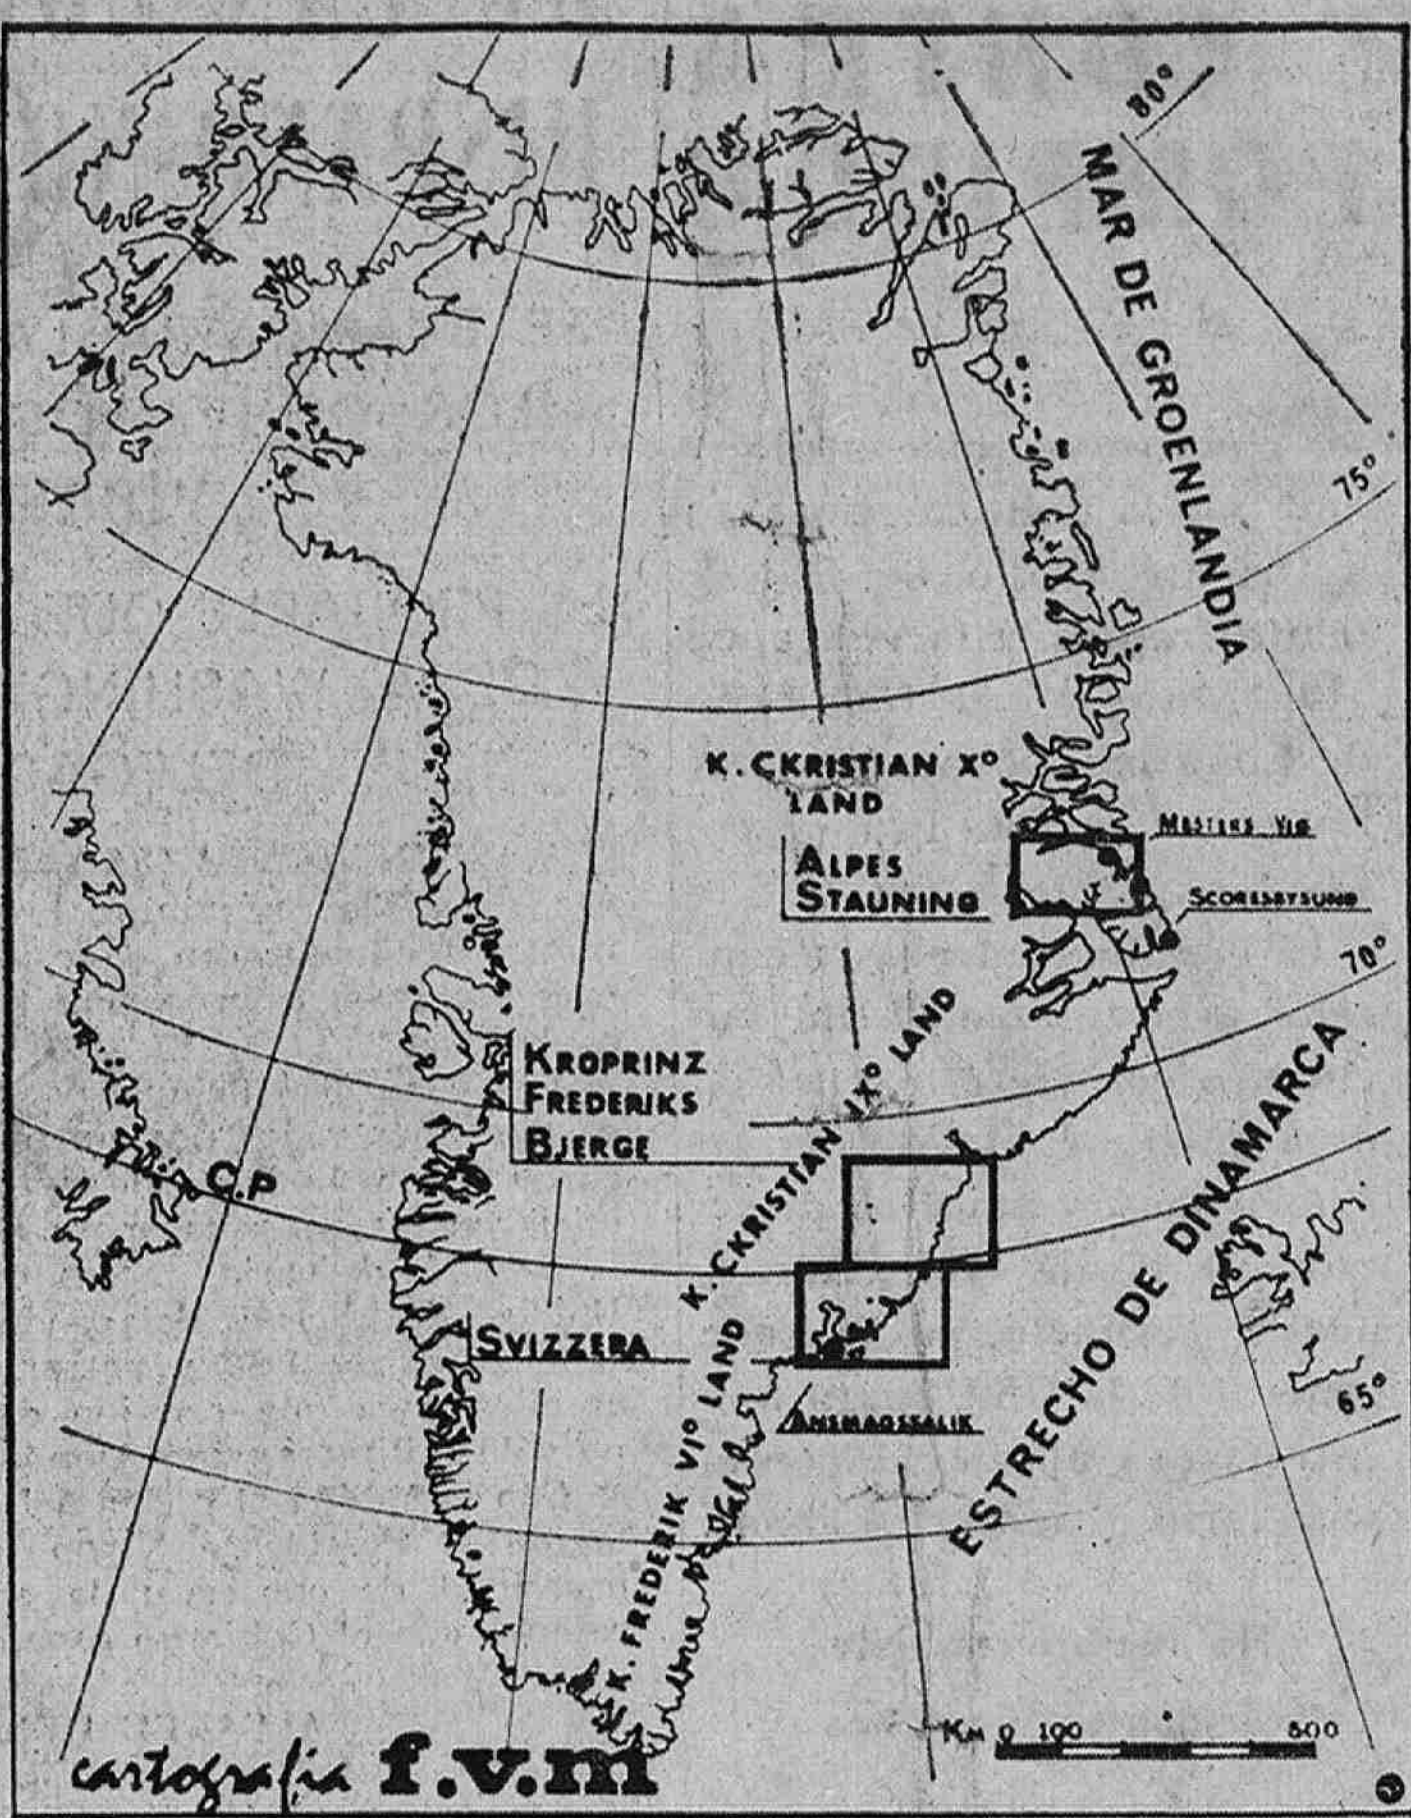 80°
MAR DE GROENLANDIA
75°
K. CKRISTIAN X°
LAND
MESTERS VIG
ALPES
STAUNING
SCORESBYSUND
70°
K. CKRISTIAN IX° LAND
KROPRINZ
FREDERIKS
BJERGE
C.P
ESTRECHO DE DINAMARCA
SVIZZERA
K. FREDERIK VI° LAND
65°
KM 0 100 500
cartografia f.v.m